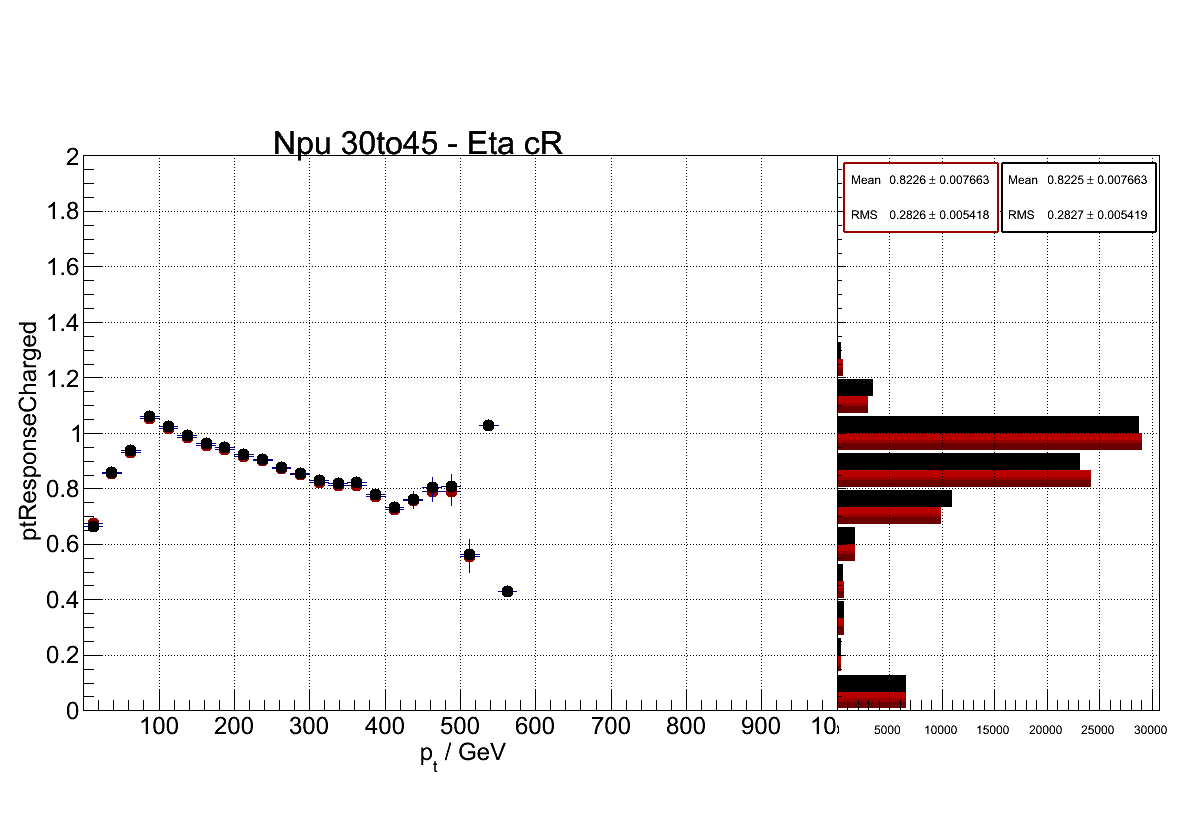 Npu 30to45 - Eta cR
2
1.8
1.6
1.4
1.2
1
0.8
0.6
0.4
0.2
0
ptResponseCharged
100 200 300 400 500 600 700 800 900 10
p_t / GeV
Mean 0.8226 ± 0.007663
RMS 0.2826 ± 0.005418
Mean 0.8225 ± 0.007663
RMS 0.2827 ± 0.005419
5000 10000 15000 20000 25000 30000